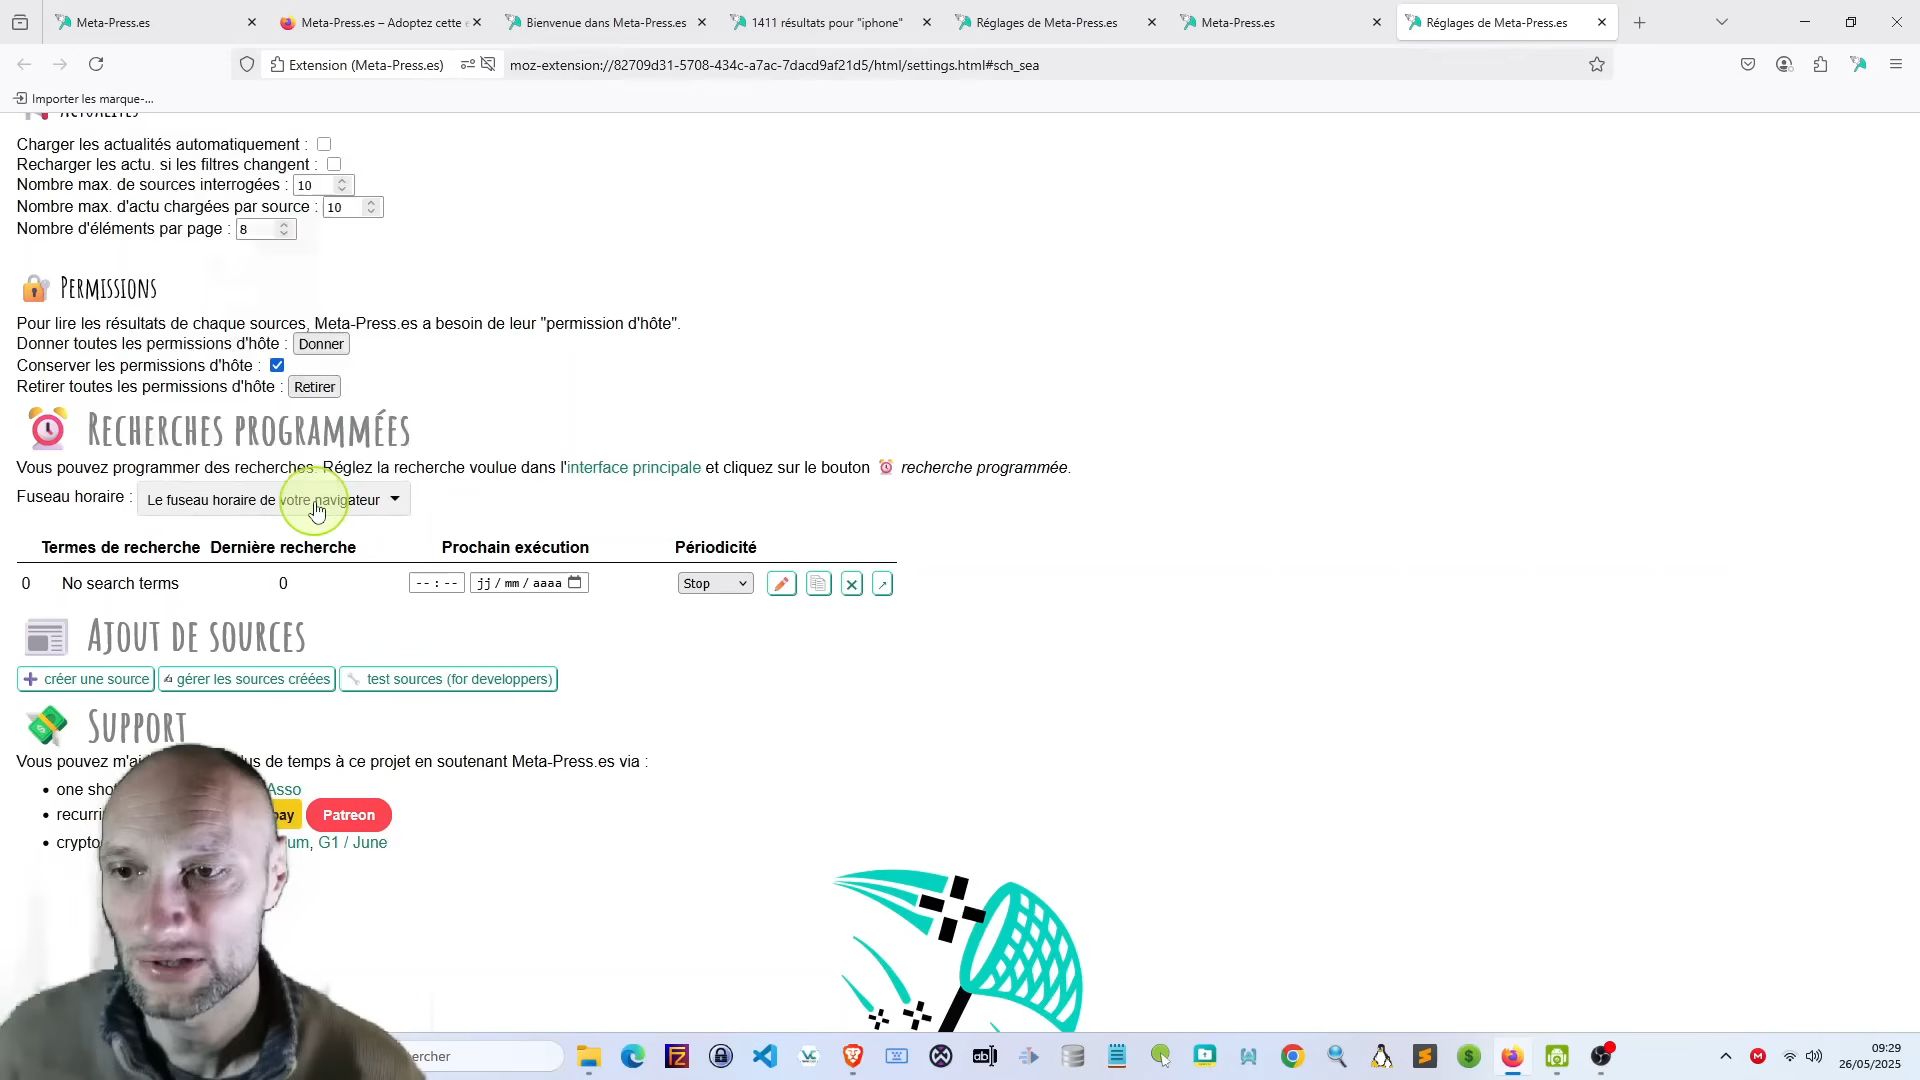 Meta-Press.es
Meta-Press.es – Adoptez cette e
Bienvenue dans Meta-Press.es
1411 résultats pour "iphone"
Réglages de Meta-Press.es
Meta-Press.es
Réglages de Meta-Press.es
Extension (Meta-Press.es)
moz-extension://82709d31-5708-434c-a7ac-7dacd9af21d5/html/settings.html#sch_sea
Importer les marque-...
Actualités
Charger les actualités automatiquement :
Recharger les actu. si les filtres changent :
Nombre max. de sources interrogées : 10
Nombre max. d'actu chargées par source : 10
Nombre d'éléments par page : 8
Permissions
Pour lire les résultats de chaque sources, Meta-Press.es a besoin de leur "permission d'hôte".
Donner toutes les permissions d'hôte : Donner
Conserver les permissions d'hôte :
Retirer toutes les permissions d'hôte : Retirer
Recherches programmées
Vous pouvez programmer des recherches. Réglez la recherche voulue dans l'interface principale et cliquez sur le bouton recherche programmée.
Fuseau horaire : Le fuseau horaire de votre navigateur
Termes de recherche Dernière recherche Prochain exécution Périodicité
0 No search terms 0 --:-- jj/mm/aaaa Stop
Ajout de sources
créer une source gérer les sources créées test sources (for developpers)
Support
Vous pouvez m'ai us de temps à ce projet en soutenant Meta-Press.es via :
one sho Asso
recurri pay Patreon
crypto um, G1 / June
ercher
09:29
26/05/2025